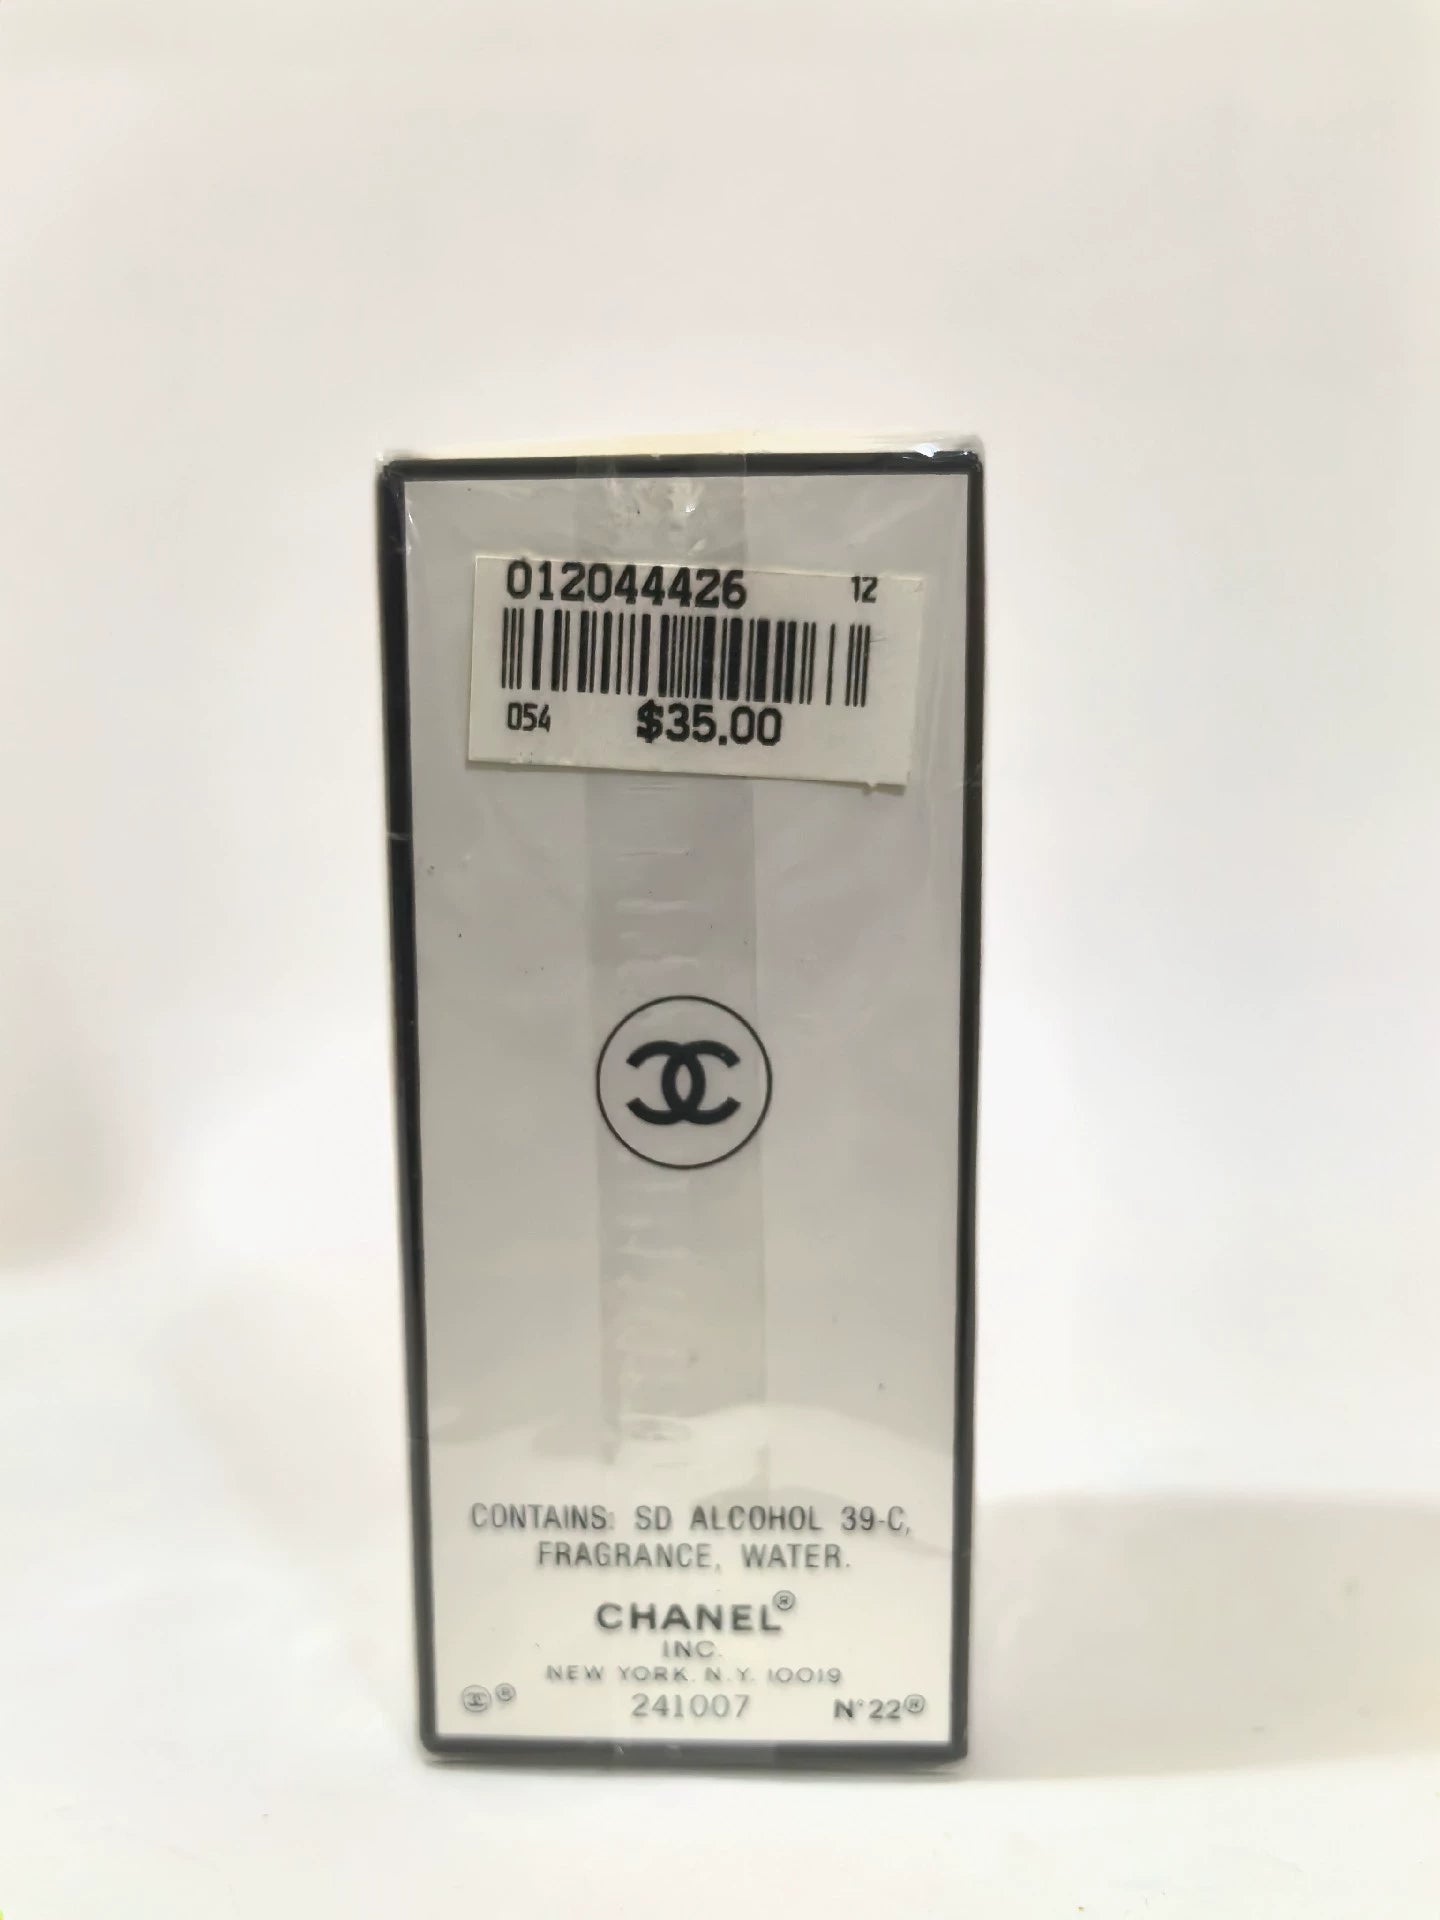 012044426 12
054 $35.00
CONTAINS: SD ALCOHOL 39-C,
FRAGRANCE, WATER.
CHANEL®
INC.
NEW YORK, N.Y. 10019
® 241007 N°22®